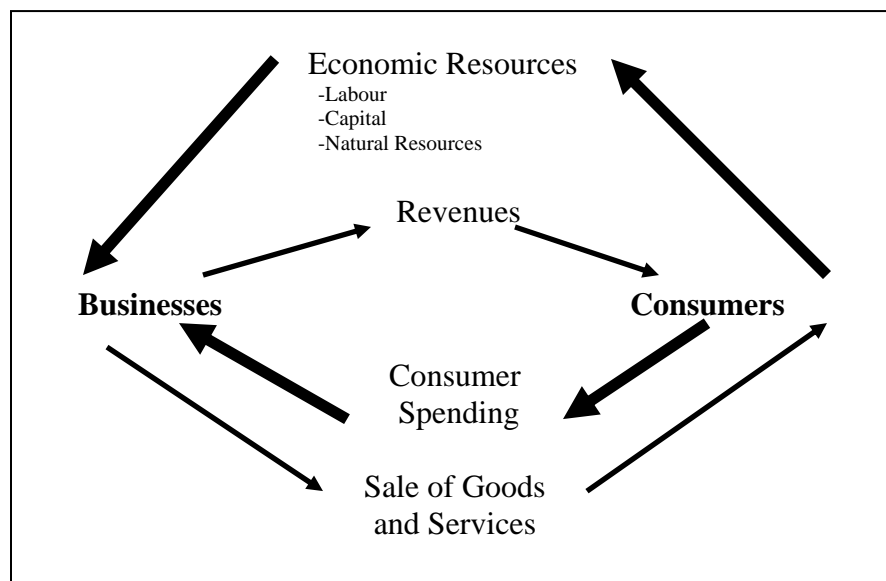 Economic Resources
-Labour
-Capital
-Natural Resources
Revenues
Businesses
Consumers
Consumer
Spending
Sale of Goods
and Services